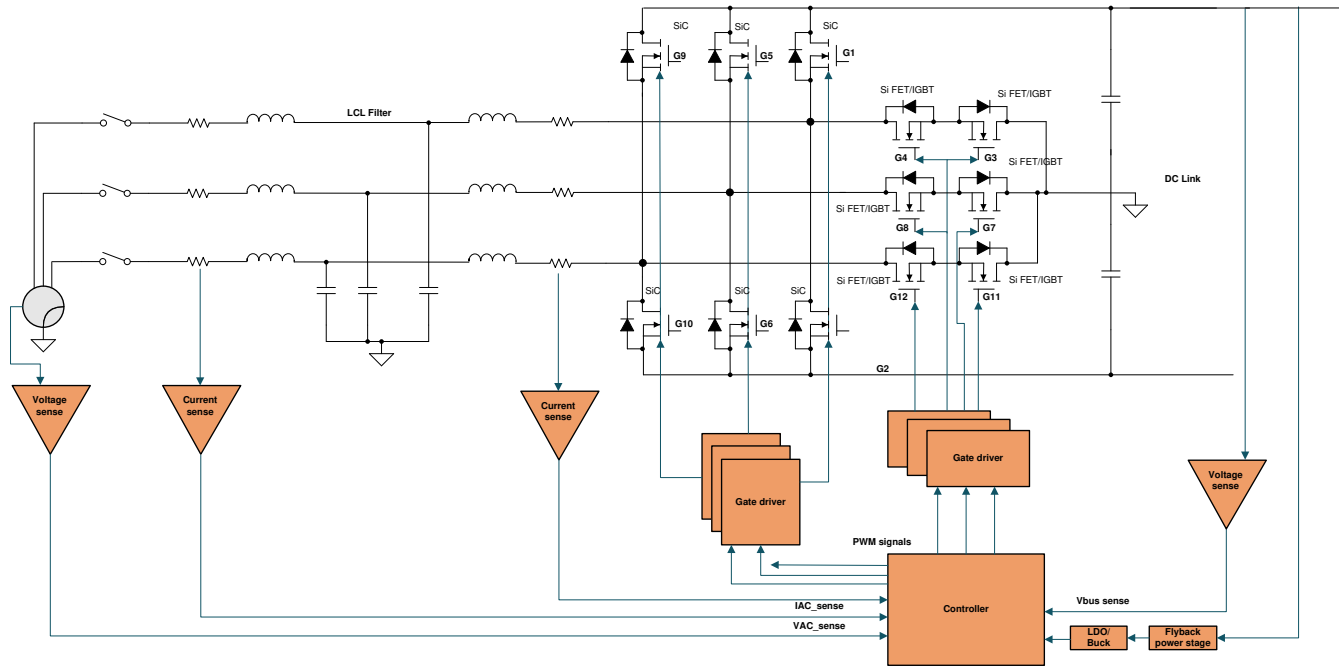 SiC
SiC
SiC
G9
G5
G1
Si FET/IGBT
Si FET/IGBT
LCL Filter
G4
G3
Si FET/IGBT
DC Link
Si FET/IGBT
G8
G7
Si FET/IGBT
Si FET/IGBT
G12
G11
SiC
SiC
SiC
G10
G6
G2
Voltage
sense
Current
sense
Current
sense
Gate driver
Gate driver
Voltage
sense
PWM signals
Controller
IAC_sense
VAC_sense
Vbus sense
LDO/
Buck
Flyback
power stage